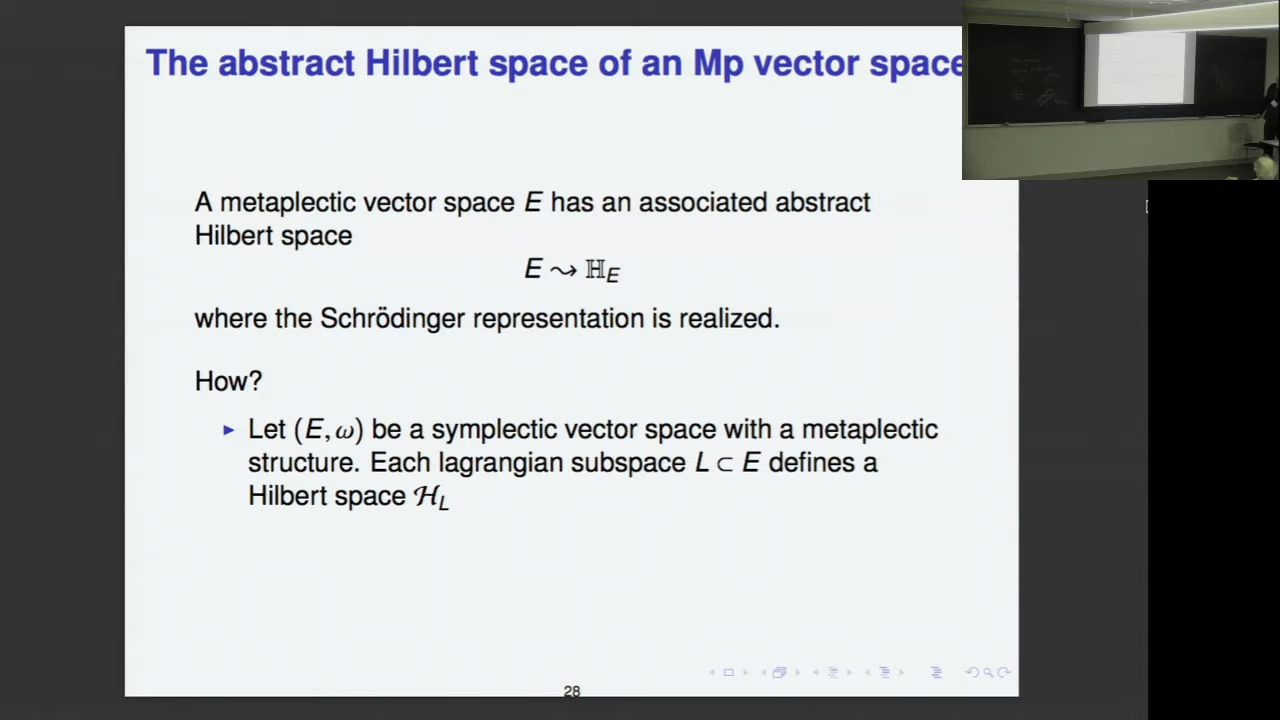 The abstract Hilbert space of an Mp vector space
A metaplectic vector space E has an associated abstract
Hilbert space
E ⇝ ℍ_E
where the Schrödinger representation is realized.
How?
▸ Let (E, ω) be a symplectic vector space with a metaplectic
structure. Each lagrangian subspace L ⊂ E defines a
Hilbert space ℋ_L
28